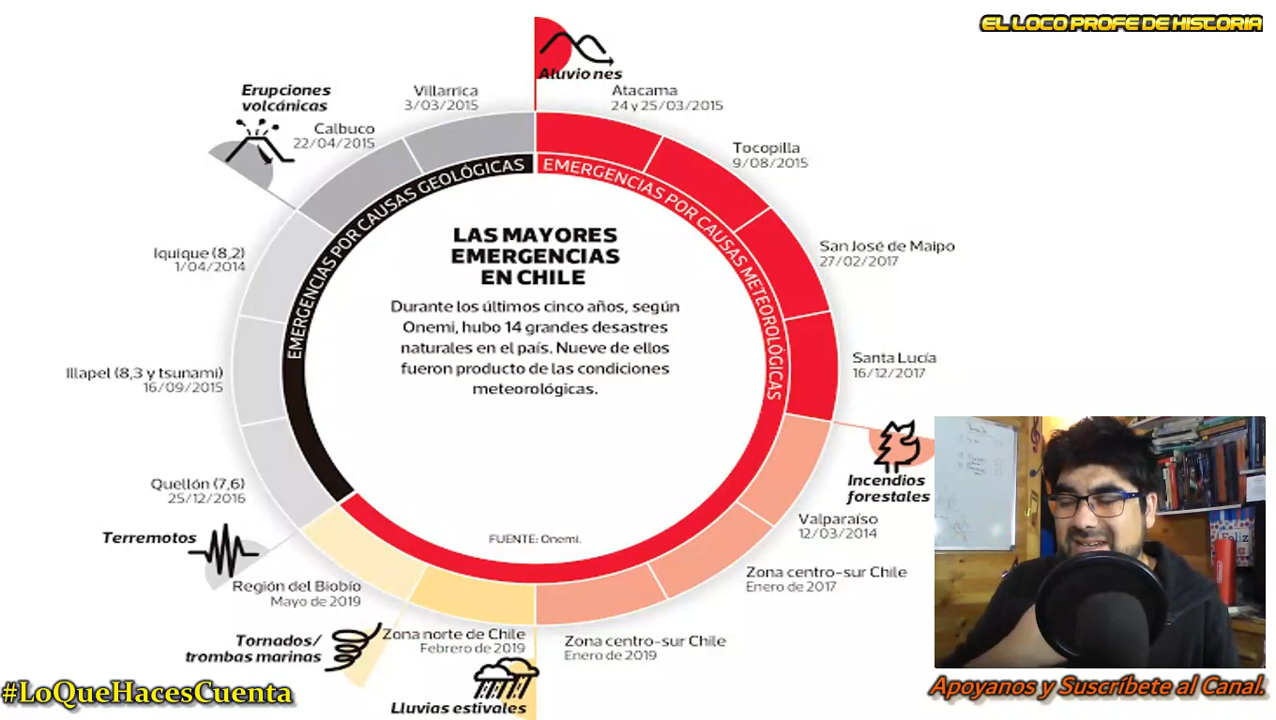 EL LOCO PROFE DE HISTORIA
Aluviones
Atacama
24 y 25/03/2015
Tocopilla
9/08/2015
San José de Maipo
27/02/2017
Santa Lucía
16/12/2017
Incendios
forestales
Valparaíso
12/03/2014
Zona centro-sur Chile
Enero de 2017
Zona centro-sur Chile
Enero de 2019
Zona norte de Chile
Febrero de 2019
Lluvias estivales
Tornados/
trombas marinas
Región del Biobío
Mayo de 2019
Terremotos
Quellón (7,6)
25/12/2016
Illapel (8,3 y tsunami)
16/09/2015
Iquique (8,2)
1/04/2014
Erupciones
volcánicas
Calbuco
22/04/2015
Villarrica
3/03/2015
EMERGENCIAS POR CAUSAS GEOLÓGICAS
EMERGENCIAS POR CAUSAS METEOROLÓGICAS
LAS MAYORES
EMERGENCIAS
EN CHILE
Durante los últimos cinco años, según
Onemi, hubo 14 grandes desastres
naturales en el país. Nueve de ellos
fueron producto de las condiciones
meteorológicas.
FUENTE: Onemi.
#LoQueHacesCuenta
Apoyanos y Suscríbete al Canal.